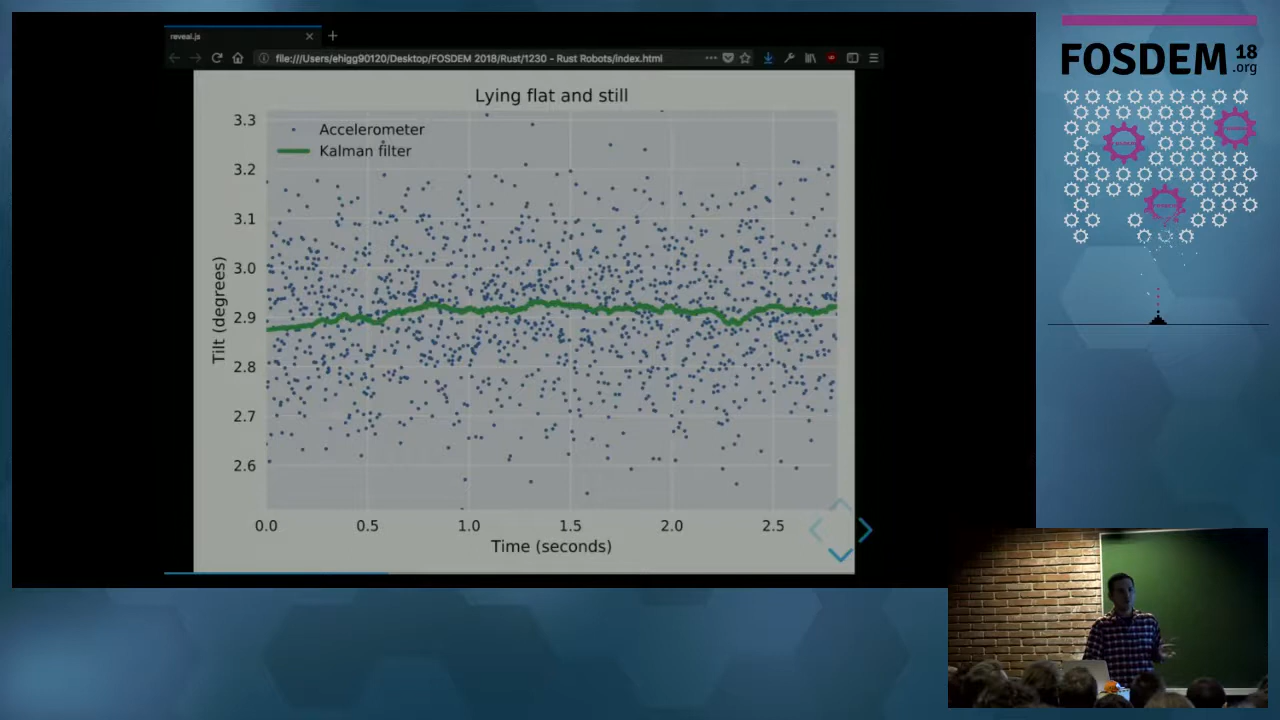 reveal.js
file:///Users/ehigg90120/Desktop/FOSDEM 2018/Rust/1230 - Rust Robots/index.html
Lying flat and still
Accelerometer
Kalman filter
3.3
3.2
3.1
3.0
2.9
2.8
2.7
2.6
Tilt (degrees)
0.0 0.5 1.0 1.5 2.0 2.5
Time (seconds)
FOSDEM 18
.org